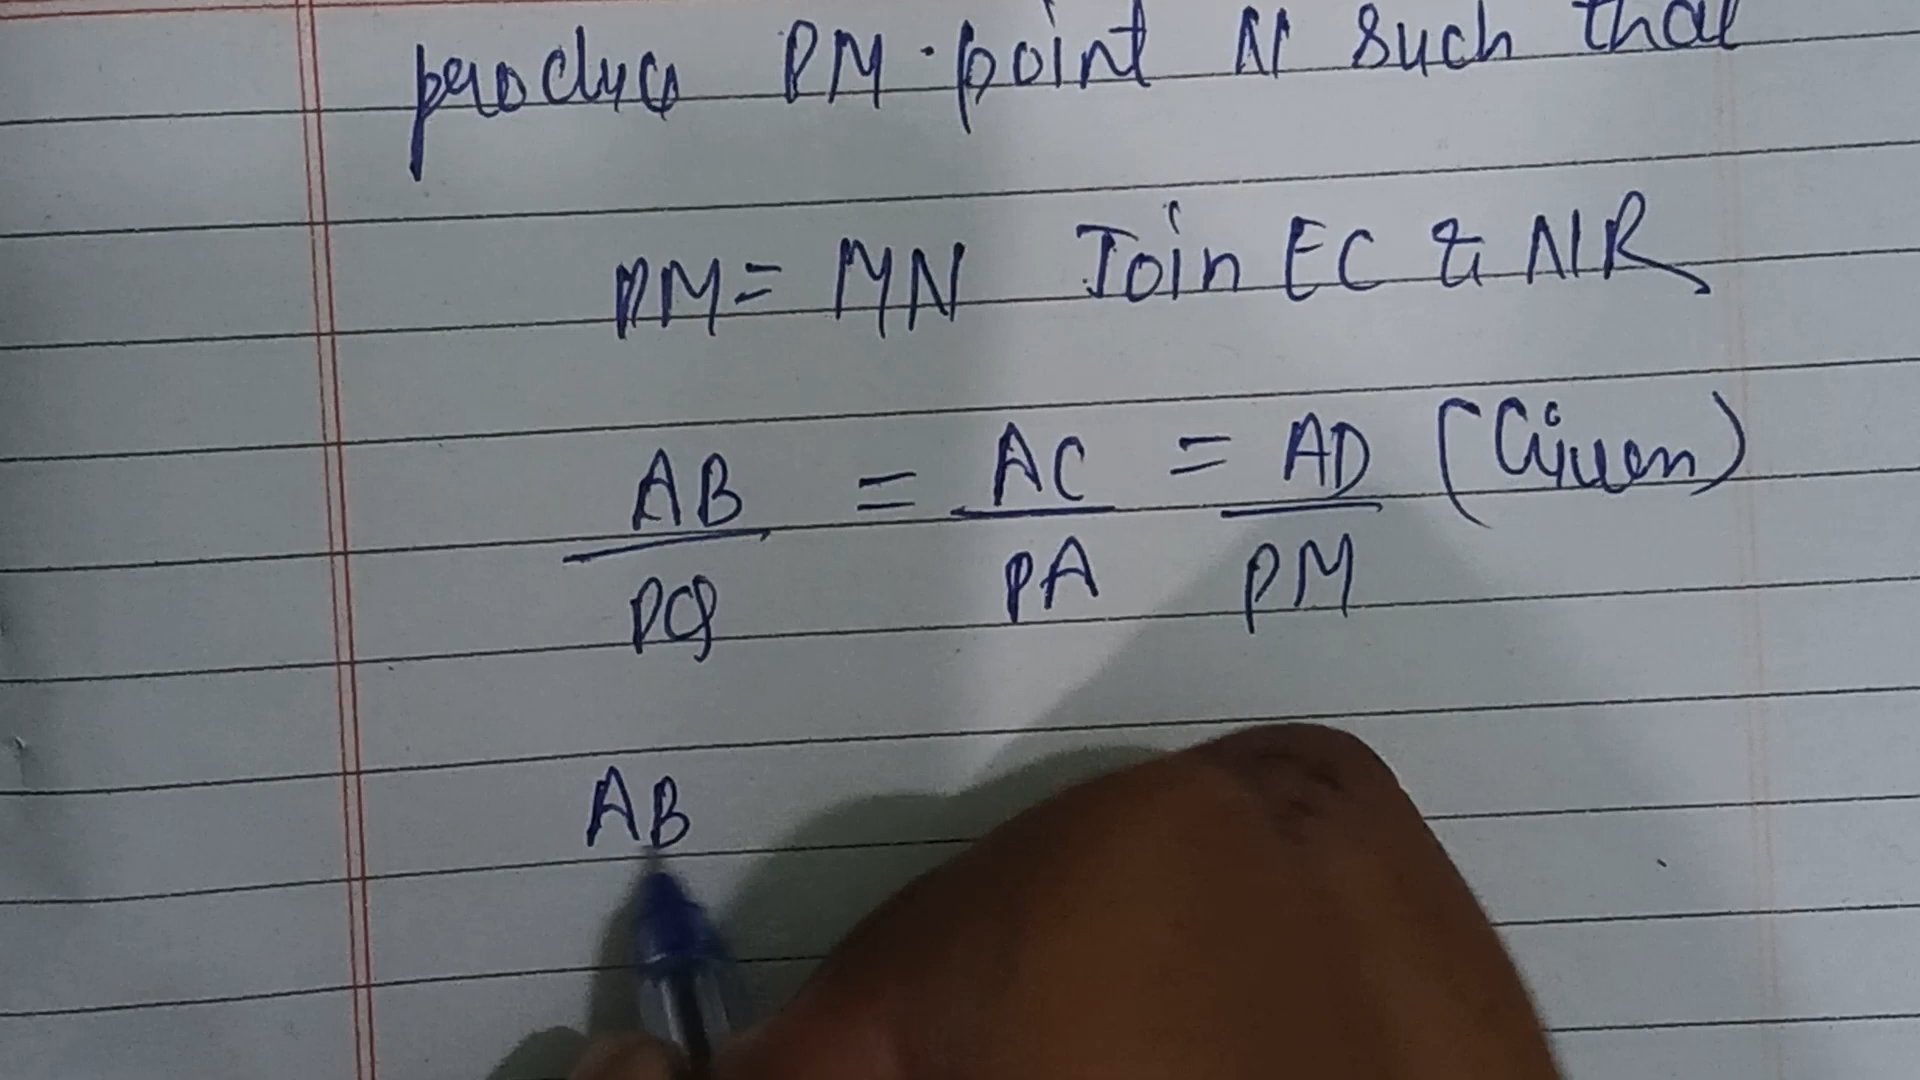 produce PM. point N such that
PM = MN Join EC & NR
AB/PQ = AC/PA = AD/PM (Given)
AB